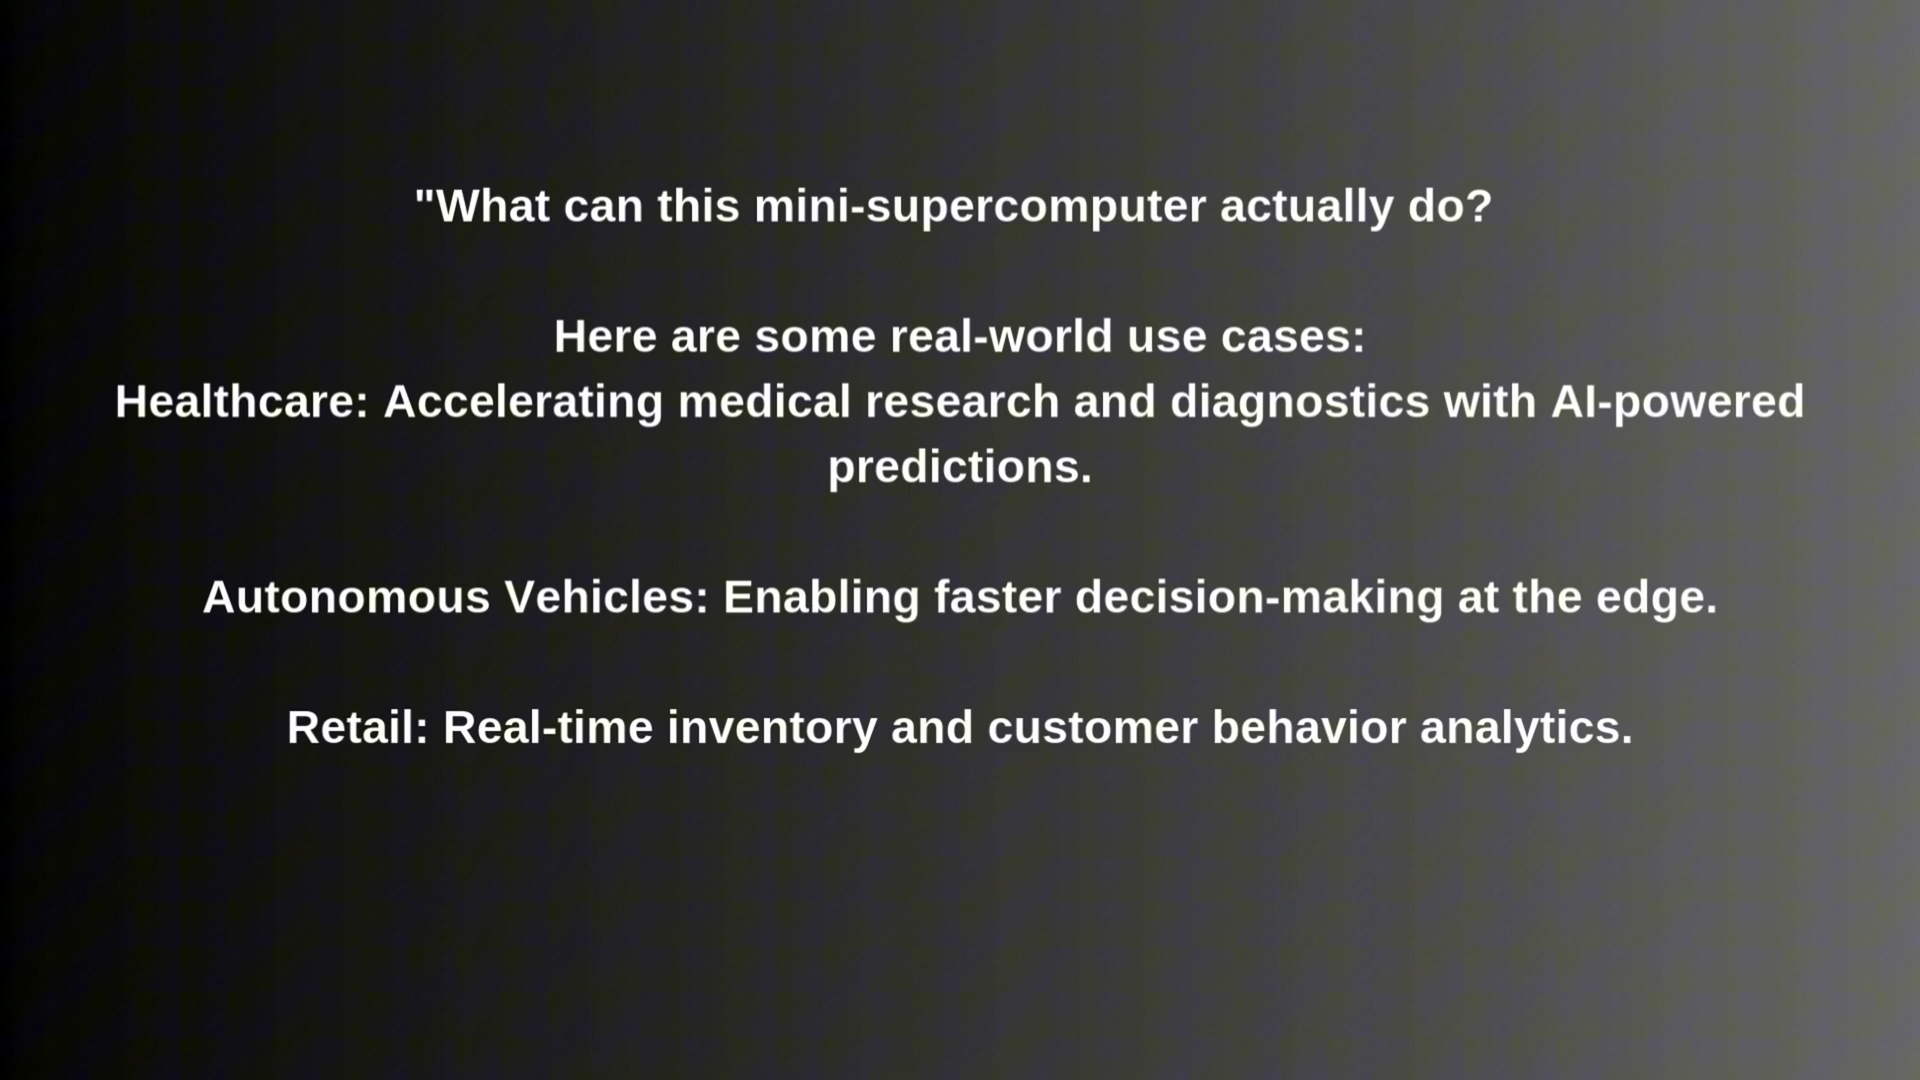 "What can this mini-supercomputer actually do?
Here are some real-world use cases:
Healthcare: Accelerating medical research and diagnostics with AI-powered
predictions.
Autonomous Vehicles: Enabling faster decision-making at the edge.
Retail: Real-time inventory and customer behavior analytics.